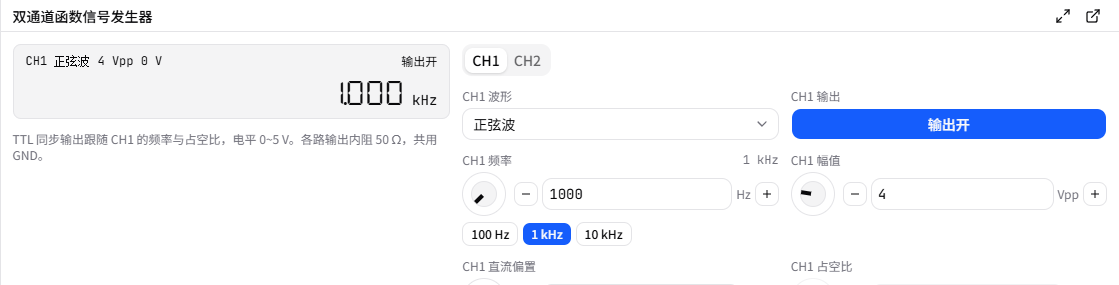 双通道函数信号发生器
CH1 正弦波 4 Vpp 0 V
输出开
1.000 kHz
TTL 同步输出跟随 CH1 的频率与占空比，电平 0~5 V。各路输出内阻 50 Ω，共用
GND。
CH1 CH2
CH1 波形
正弦波
CH1 输出
输出开
CH1 频率
1 kHz
1000
Hz
CH1 幅值
4
Vpp
100 Hz
1 kHz
10 kHz
CH1 直流偏置
CH1 占空比